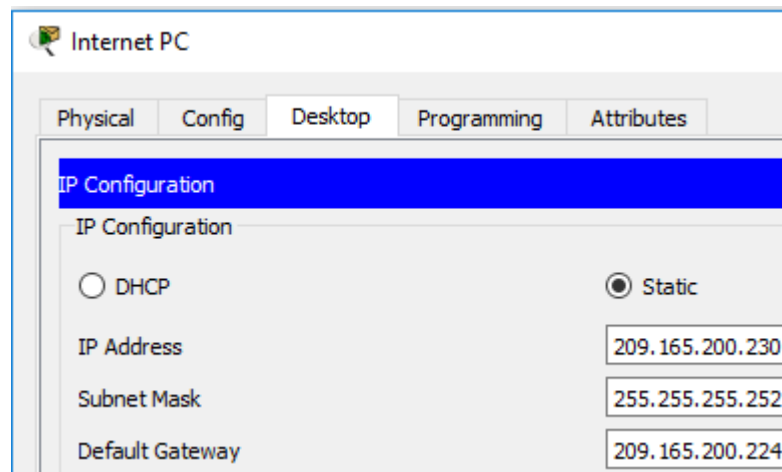 Internet PC
Physical Config Desktop Programming Attributes
IP Configuration
IP Configuration
DHCP Static
IP Address 209.165.200.230
Subnet Mask 255.255.255.252
Default Gateway 209.165.200.224